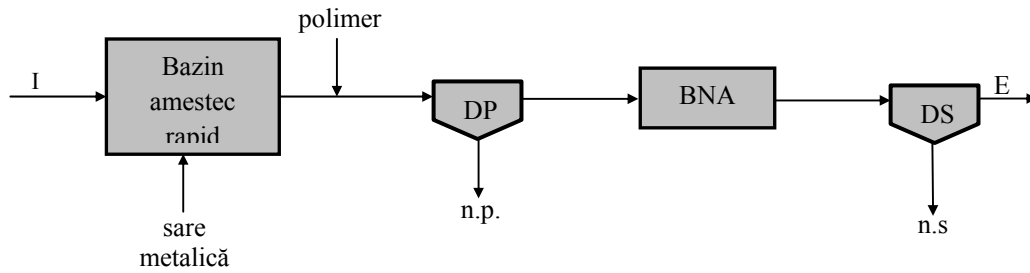 polimer
I
Bazin
amestec
rapid
DP
BNA
DS
E
n.p.
n.s
sare
metalică